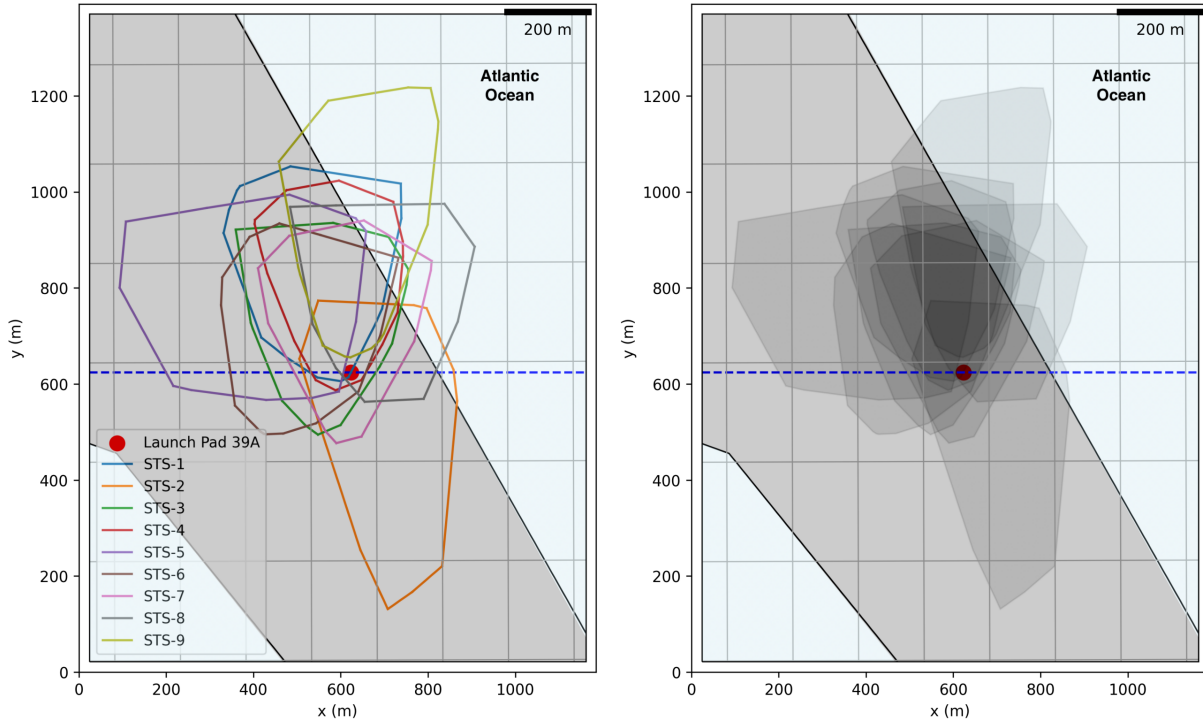 200 m
Atlantic
Ocean
1200
1000
800
600
400
200
0
y (m)
Launch Pad 39A
STS-1
STS-2
STS-3
STS-4
STS-5
STS-6
STS-7
STS-8
STS-9
0
200
400
600
800
1000
x (m)
200 m
Atlantic
Ocean
1200
1000
800
600
400
200
0
y (m)
0
200
400
600
800
1000
x (m)